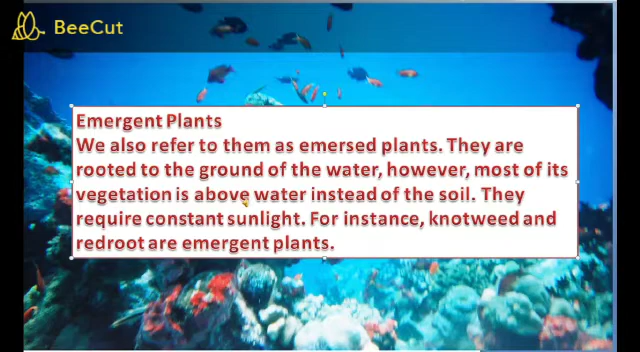 BeeCut
Emergent Plants
We also refer to them as emersed plants. They are
rooted to the ground of the water, however, most of its
vegetation is above water instead of the soil. They
require constant sunlight. For instance, knotweed and
redroot are emergent plants.